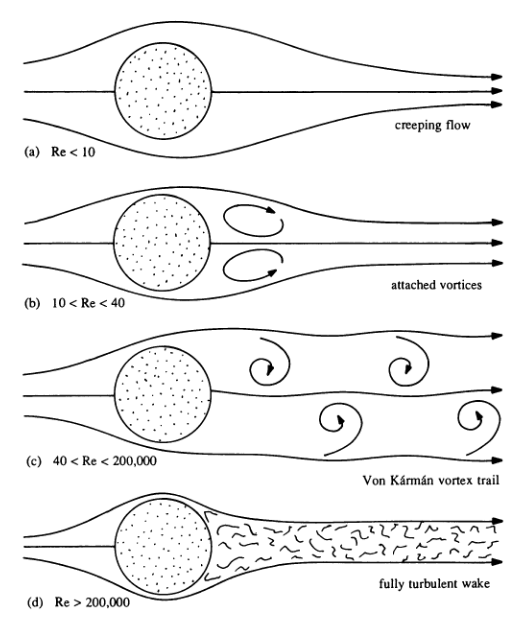 creeping flow
(a) Re < 10
attached vortices
(b) 10 < Re < 40
(c) 40 < Re < 200,000
Von Kármán vortex trail
fully turbulent wake
(d) Re > 200,000